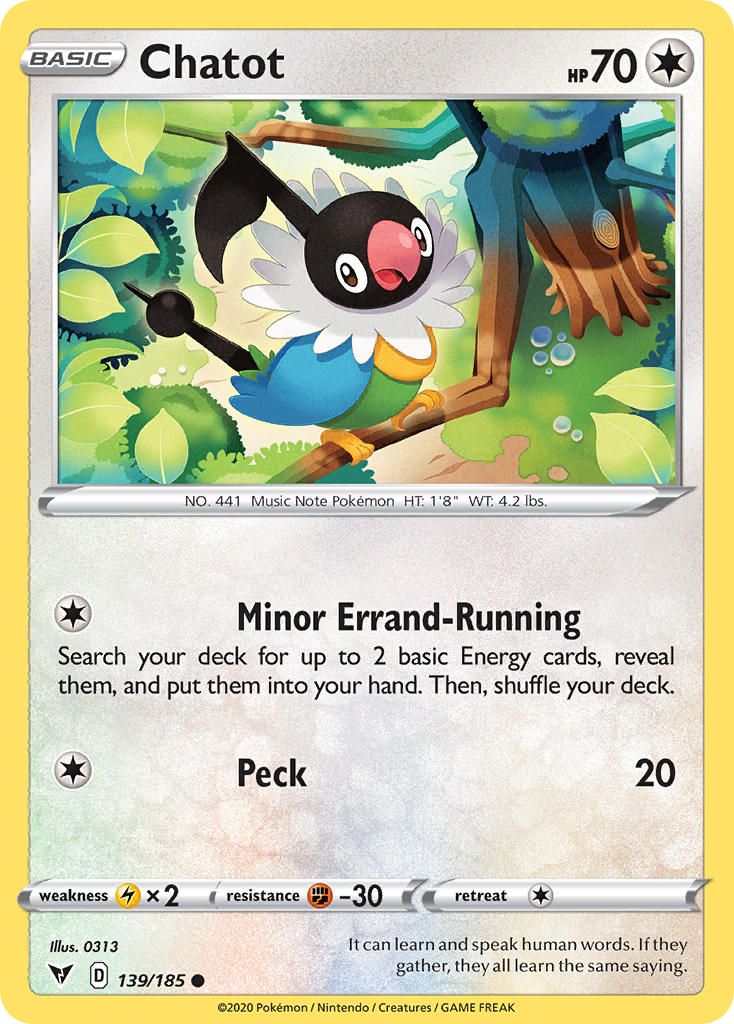 BASIC
Chatot
HP 70
NO. 441 Music Note Pokémon HT: 1'8" WT: 4.2 lbs.
Minor Errand-Running
Search your deck for up to 2 basic Energy cards, reveal
them, and put them into your hand. Then, shuffle your deck.
Peck 20
weakness ×2 resistance -30 retreat
Illus. 0313
It can learn and speak human words. If they
gather, they all learn the same saying.
D 139/185
©2020 Pokémon / Nintendo / Creatures / GAME FREAK